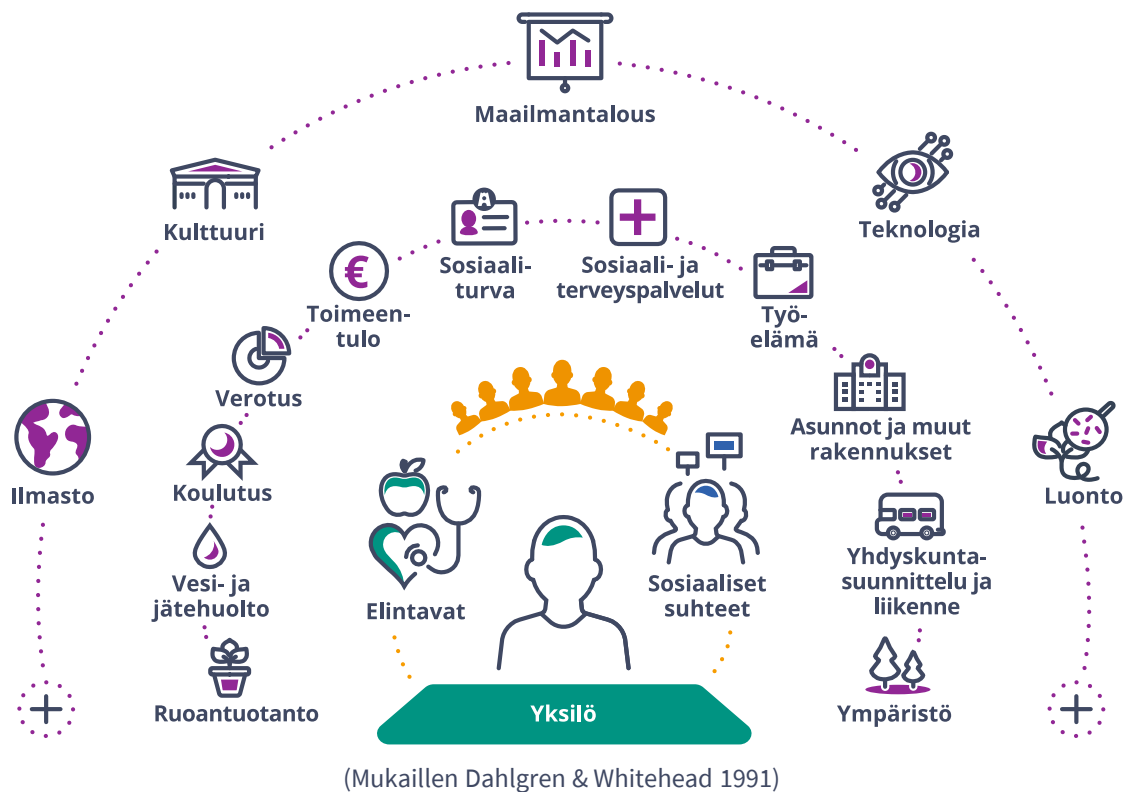 Maailmantalous
Kulttuuri
Teknologia
Sosiaali-
turva
Sosiaali- ja
terveyspalvelut
€
Toimeen-
tulo
Työ-
elämä
Verotus
Asunnot ja muut
rakennukset
Ilmasto
Koulutus
Luonto
Vesi- ja
jätehuolto
Yhdyskunta-
suunnittelu ja
liikenne
Elintavat
Sosiaaliset
suhteet
Ruoantuotanto
Yksilö
Ympäristö
(Mukaillen Dahlgren & Whitehead 1991)